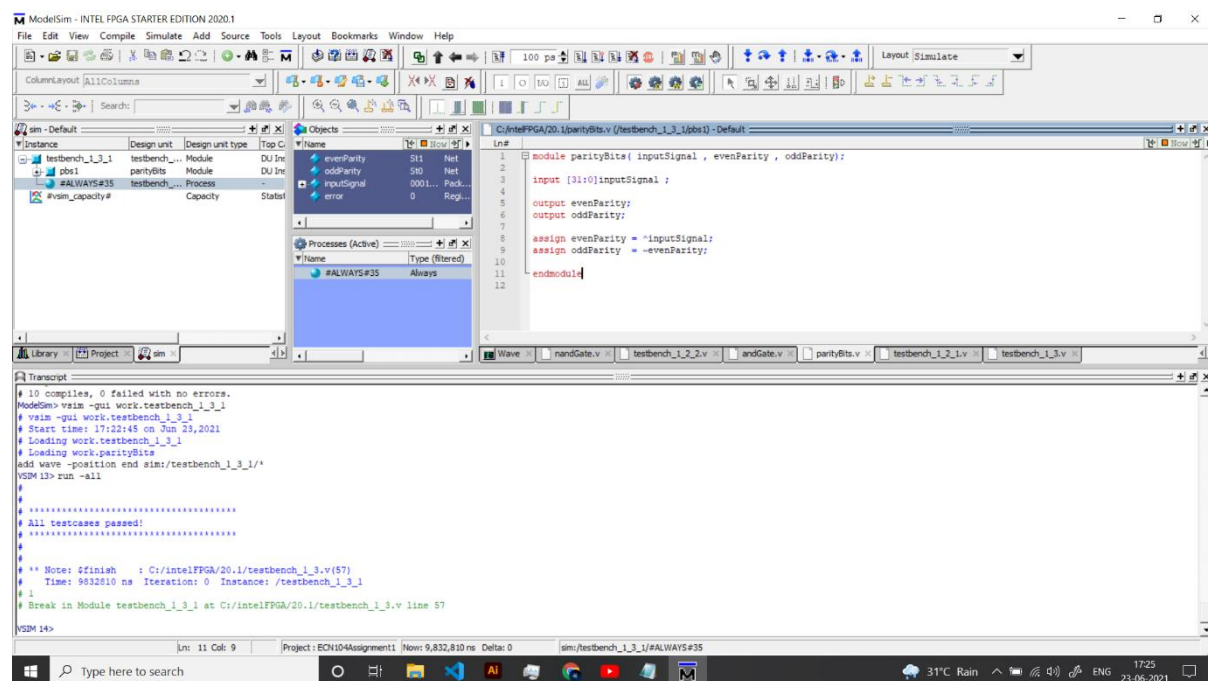 ModelSim - INTEL FPGA STARTER EDITION 2020.1
File Edit View Compile Simulate Add Source Tools Layout Bookmarks Window Help
100 ps
Layout Simulate
ColumnLayout AllColumns
Search:
sim - Default
Instance Design unit Design unit type Top C
testbench_1_3_1 testbench_... Module DU In
pbs1 parityBits Module DU In
#ALWAYS#35 testbench_... Process -
#vsim_capacity# Capacity Statis
Objects
Name Now
evenParity St1 Net
oddParity St0 Net
inputSignal 0001... Pack...
error 0 Regi...
Processes (Active)
Name Type (filtered)
#ALWAYS#35 Always
C:/intelFPGA/20.1/parityBits.v (/testbench_1_3_1/pbs1) - Default
Ln# Now
1 module parityBits( inputSignal , evenParity , oddParity);
2
3 input [31:0]inputSignal ;
4
5 output evenParity;
6 output oddParity;
7
8 assign evenParity = ^inputSignal;
9 assign oddParity = ~evenParity;
10
11 endmodule
12
Library Project sim
Wave nandGate.v testbench_1_2_2.v andGate.v parityBits.v testbench_1_2_1.v testbench_1_3.v
Transcript
# 10 compiles, 0 failed with no errors.
ModelSim> vsim -gui work.testbench_1_3_1
# vsim -gui work.testbench_1_3_1
# Start time: 17:22:45 on Jun 23,2021
# Loading work.testbench_1_3_1
# Loading work.parityBits
add wave -position end sim:/testbench_1_3_1/*
VSIM 13> run -all
#
#
# *************************************
# All testcases passed!
# *************************************
#
#
# ** Note: $finish : C:/intelFPGA/20.1/testbench_1_3.v(57)
# Time: 9832810 ns Iteration: 0 Instance: /testbench_1_3_1
# 1
# Break in Module testbench_1_3_1 at C:/intelFPGA/20.1/testbench_1_3.v line 57
VSIM 14>
Ln: 11 Col: 9 Project : ECN104Assignment1 Now: 9,832,810 ns Delta: 0 sim:/testbench_1_3_1/#ALWAYS#35
Type here to search
Ai
31°C Rain ENG
17:25
23-06-2021